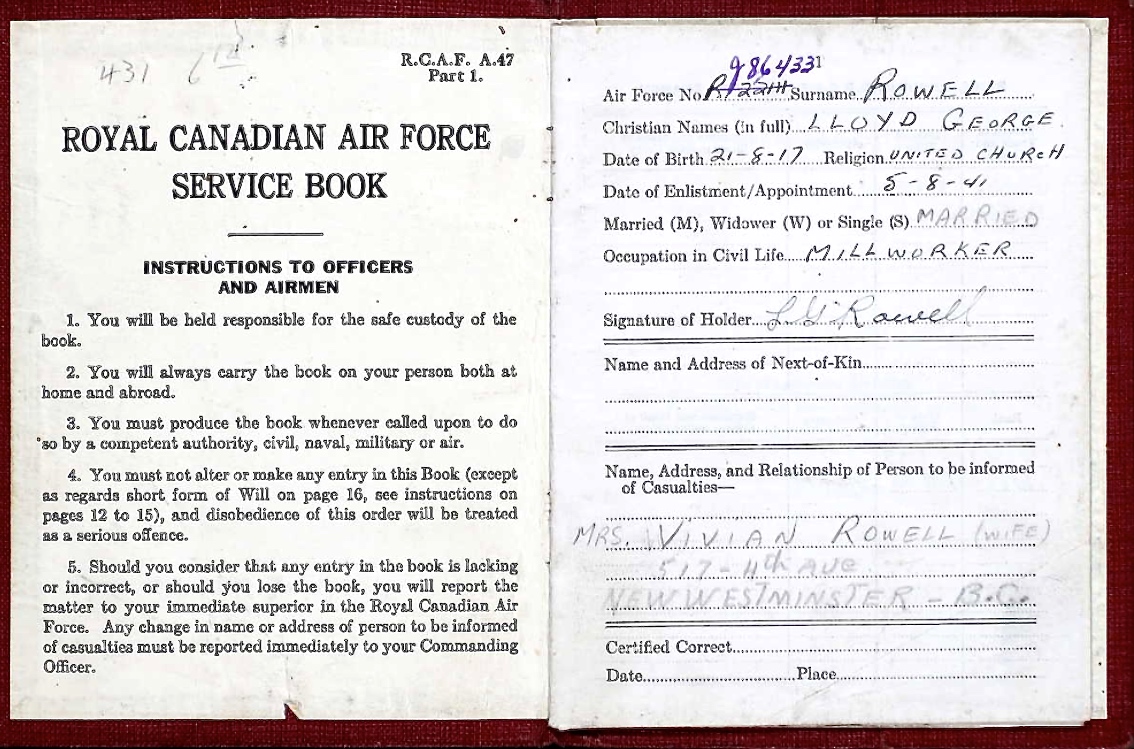 431
R.C.A.F. A.47
Part 1.
ROYAL CANADIAN AIR FORCE
SERVICE BOOK
INSTRUCTIONS TO OFFICERS
AND AIRMEN
1. You will be held responsible for the safe custody of the
book.
2. You will always carry the book on your person both at
home and abroad.
3. You must produce the book whenever called upon to do
so by a competent authority, civil, naval, military or air.
4. You must not alter or make any entry in this Book (except
as regards short form of Will on page 16, see instructions on
pages 12 to 15), and disobedience of this order will be treated
as a serious offence.
5. Should you consider that any entry in the book is lacking
or incorrect, or should you lose the book, you will report the
matter to your immediate superior in the Royal Canadian Air
Force. Any change in name or address of person to be informed
of casualties must be reported immediately to your Commanding
Officer.
1
Air Force No. Surname ROWELL
Christian Names (in full) LLOYD GEORGE
Date of Birth 21-8-17 Religion UNITED CHURCH
Date of Enlistment/Appointment 5-8-41
Married (M), Widower (W) or Single (S) MARRIED
Occupation in Civil Life MILLWORKER
Signature of Holder LG Rowell
Name and Address of Next-of-Kin
Name, Address, and Relationship of Person to be informed
of Casualties—
MRS. VIVIAN ROWELL (WIFE)
517-4th AVE
NEW WESTMINSTER - B.C.
Certified Correct
Date Place